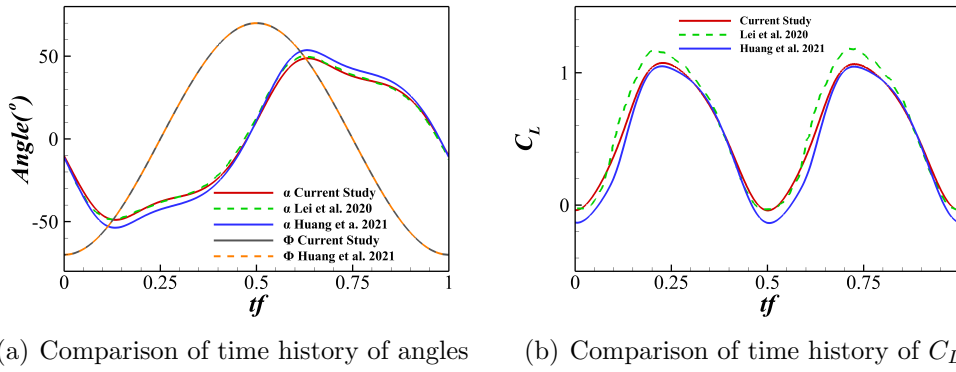 50
0
-50
Angle(°)
α Current Study
α Lei et al. 2020
α Huang et a. 2021
Φ Current Study
Φ Huang et al. 2021
0
0.25
0.5
0.75
1
tf
Current Study
Lei et al. 2020
Huang et al. 2021
1
0
C_L
0
0.25
0.5
0.75
tf
a) Comparison of time history of angles
(b) Comparison of time history of C_L